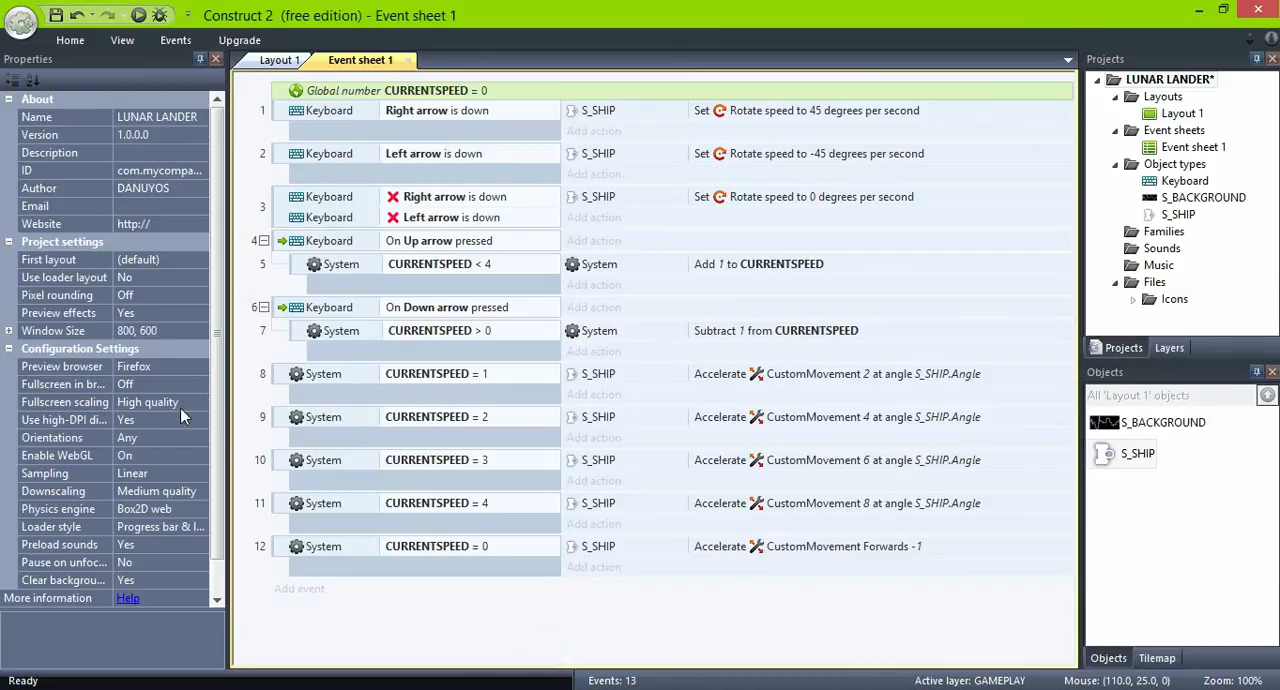 Construct 2 (free edition) - Event sheet 1
Home View Events Upgrade
Properties
Layout 1 Event sheet 1
Projects
About
Name LUNAR LANDER
Version 1.0.0.0
Description
ID com.mycompa...
Author DANUYOS
Email
Website http://
Project settings
First layout (default)
Use loader layout No
Pixel rounding Off
Preview effects Yes
Window Size 800, 600
Configuration Settings
Preview browser Firefox
Fullscreen in br... Off
Fullscreen scaling High quality
Use high-DPI di... Yes
Orientations Any
Enable WebGL On
Sampling Linear
Downscaling Medium quality
Physics engine Box2D web
Loader style Progress bar & l...
Preload sounds Yes
Pause on unfoc... No
Clear backgrou... Yes
More information Help
Global number CURRENTSPEED = 0
1 Keyboard Right arrow is down S_SHIP Set Rotate speed to 45 degrees per second
Add action
2 Keyboard Left arrow is down S_SHIP Set Rotate speed to -45 degrees per second
Add action
3 Keyboard Right arrow is down S_SHIP Set Rotate speed to 0 degrees per second
Keyboard Left arrow is down Add action
4 Keyboard On Up arrow pressed Add action
5 System CURRENTSPEED < 4 System Add 1 to CURRENTSPEED
Add action
6 Keyboard On Down arrow pressed Add action
7 System CURRENTSPEED > 0 System Subtract 1 from CURRENTSPEED
Add action
8 System CURRENTSPEED = 1 S_SHIP Accelerate CustomMovement 2 at angle S_SHIP.Angle
Add action
9 System CURRENTSPEED = 2 S_SHIP Accelerate CustomMovement 4 at angle S_SHIP.Angle
Add action
10 System CURRENTSPEED = 3 S_SHIP Accelerate CustomMovement 6 at angle S_SHIP.Angle
Add action
11 System CURRENTSPEED = 4 S_SHIP Accelerate CustomMovement 8 at angle S_SHIP.Angle
Add action
12 System CURRENTSPEED = 0 S_SHIP Accelerate CustomMovement Forwards -1
Add action
Add event
LUNAR LANDER*
Layouts
Layout 1
Event sheets
Event sheet 1
Object types
Keyboard
S_BACKGROUND
S_SHIP
Families
Sounds
Music
Files
Icons
Projects Layers
Objects
All 'Layout 1' objects
S_BACKGROUND
S_SHIP
Objects Tilemap
Ready Events: 13 Active layer: GAMEPLAY Mouse: (110.0, 25.0, 0) Zoom: 100%